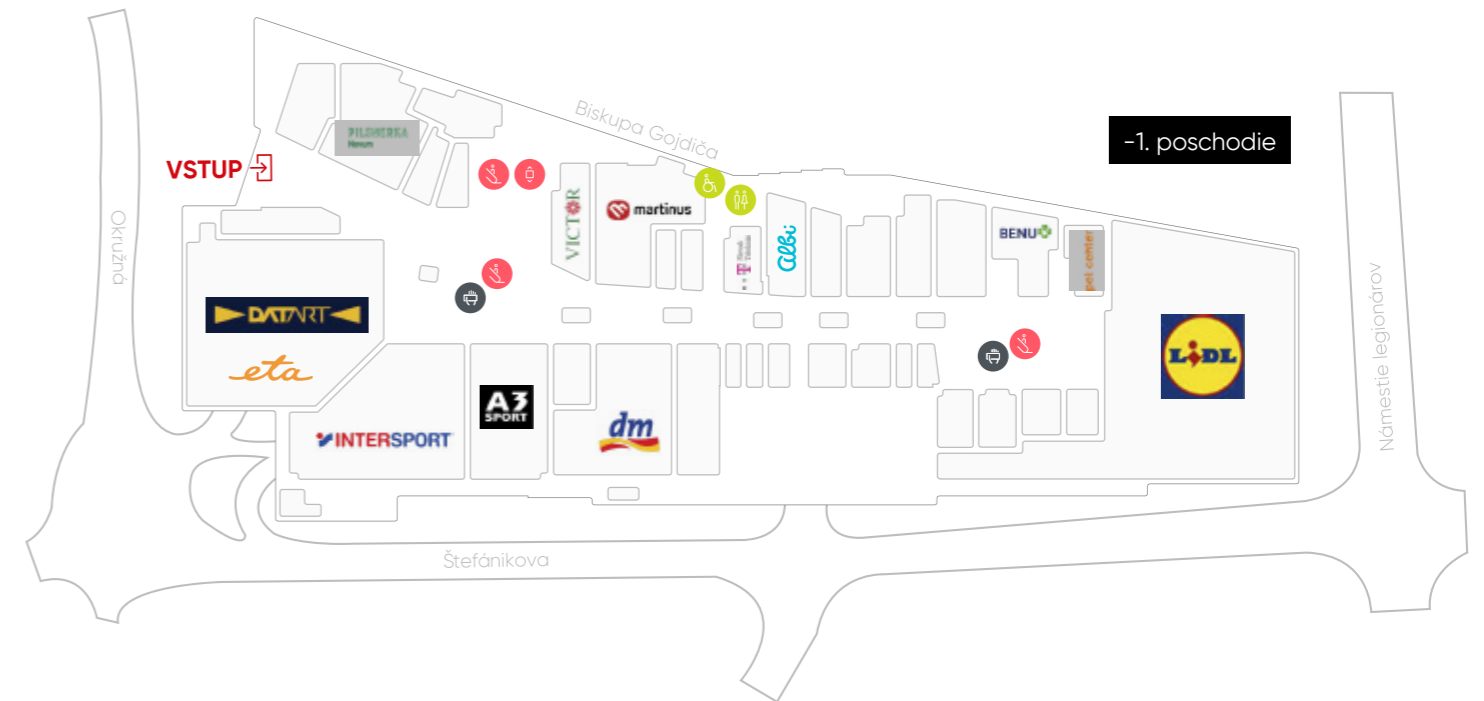 Biskupa Gojdiča
-1. poschodie
PILSNERKA
VSTUP
Okružná
VICTOR
martinus
Albi
BENU
pet center
DATART
eta
LIDL
Námestie legionárov
A3
SPORT
INTERSPORT
dm
Štefánikova